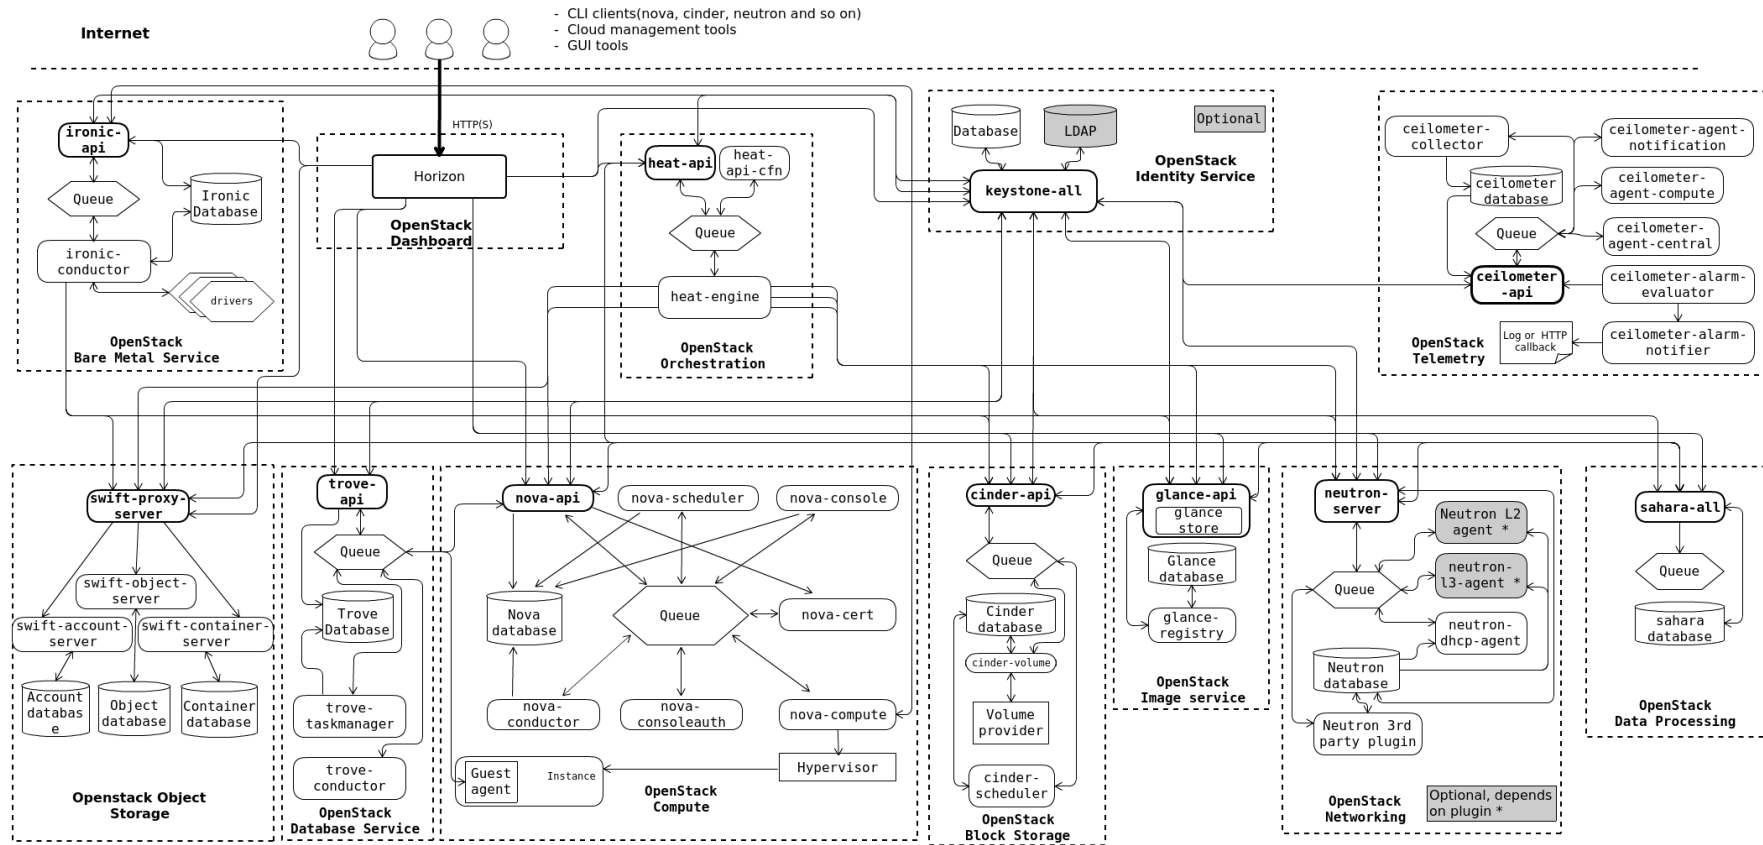 Internet
- CLI clients(nova, cinder, neutron and so on)
- Cloud management tools
- GUI tools
HTTP(S)
ironic-
api
Queue
Ironic
Database
ironic-
conductor
drivers
OpenStack
Bare Metal Service
Horizon
OpenStack
Dashboard
heat-api
heat-
api-cfn
Queue
heat-engine
OpenStack
Orchestration
Database
LDAP
Optional
keystone-all
OpenStack
Identity Service
ceilometer-
collector
ceilometer-agent-
notification
ceilometer
database
ceilometer-
agent-compute
Queue
ceilometer-
agent-central
ceilometer
-api
ceilometer-alarm-
evaluator
Log or HTTP
callback
ceilometer-alarm-
notifier
OpenStack
Telemetry
swift-proxy-
server
swift-object-
server
swift-account-
server
swift-container-
server
Account
databas
e
Object
database
Container
database
Openstack Object
Storage
trove-
api
Queue
Trove
Database
trove-
taskmanager
trove-
conductor
OpenStack
Database Service
nova-api
nova-scheduler
nova-console
Nova
database
Queue
nova-cert
nova-
conductor
nova-
consoleauth
nova-compute
Hypervisor
Guest
agent
Instance
OpenStack
Compute
cinder-api
Queue
Cinder
database
cinder-volume
Volume
provider
cinder-
scheduler
OpenStack
Block Storage
glance-api
glance
store
Glance
database
glance-
registry
OpenStack
Image service
neutron-
server
Neutron L2
agent *
neutron-
l3-agent *
Queue
neutron-
dhcp-agent
Neutron
database
Neutron 3rd
party plugin
OpenStack
Networking
Optional, depends
on plugin *
sahara-all
Queue
sahara
database
OpenStack
Data Processing